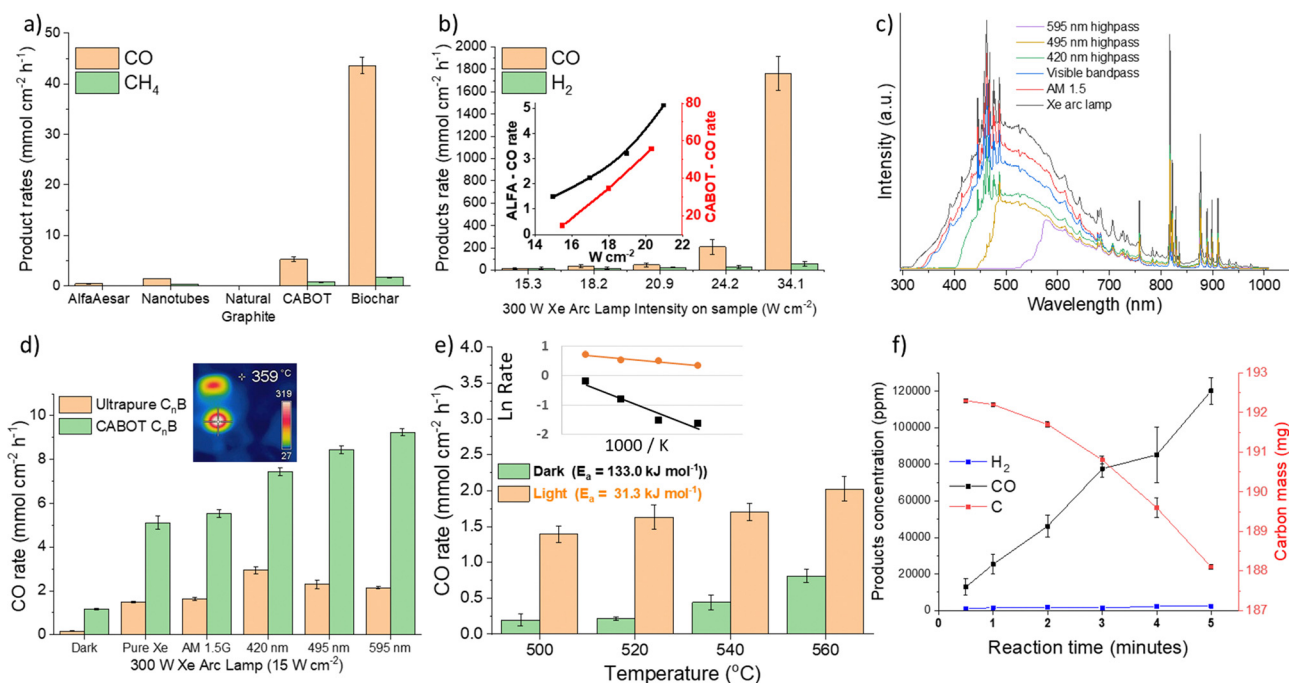 a)
CO
CH4
Product rates (mmol cm-2 h-1)
50
40
30
20
10
0
AlfaAesar
Nanotubes
Natural
Graphite
CABOT
Biochar
b)
CO
H2
Products rate (mmol cm-2 h-1)
2000
1800
1600
1400
1200
1000
800
600
400
200
0
15.3
18.2
20.9
24.2
34.1
300 W Xe Arc Lamp Intensity on sample (W cm-2)
ALFA - CO rate
5
4
3
2
1
0
14
16
18
20
22
W cm-2
80
60
40
20
CABOT - CO rate
c)
595 nm highpass
495 nm highpass
420 nm highpass
Visible bandpass
AM 1.5
Xe arc lamp
Intensity (a.u.)
300
400
500
600
700
800
900
1000
Wavelength (nm)
d)
Ultrapure CnB
CABOT CnB
359 °C
319
27
CO rate (mmol cm-2 h-1)
10
8
6
4
2
0
Dark
Pure Xe
AM 1.5G
420 nm
495 nm
595 nm
300 W Xe Arc Lamp (15 W cm-2)
e)
Ln Rate
1
0
-1
-2
1000 / K
Dark (Ea = 133.0 kJ mol-1))
Light (Ea = 31.3 kJ mol-1)
CO rate (mmol cm-2 h-1)
2.5
2.0
1.5
1.0
0.5
0.0
500
520
540
560
Temperature (oC)
f)
H2
CO
C
Products concentration (ppm)
120000
100000
80000
60000
40000
20000
0
0
1
2
3
4
5
Reaction time (minutes)
193
192
191
190
189
188
187
Carbon mass (mg)